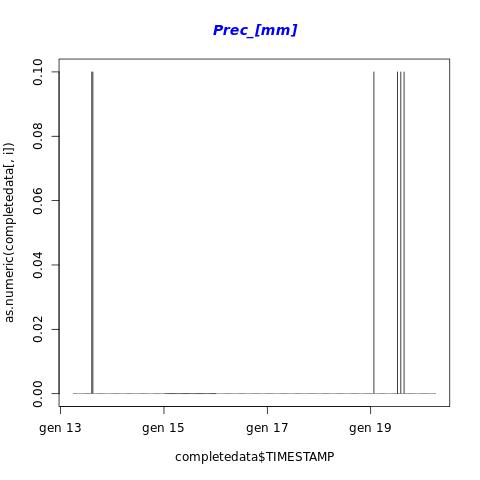 Prec_[mm]
as.numeric(completedata[, i])
0.10
0.08
0.06
0.04
0.02
0.00
gen 13 gen 15 gen 17 gen 19
completedata$TIMESTAMP